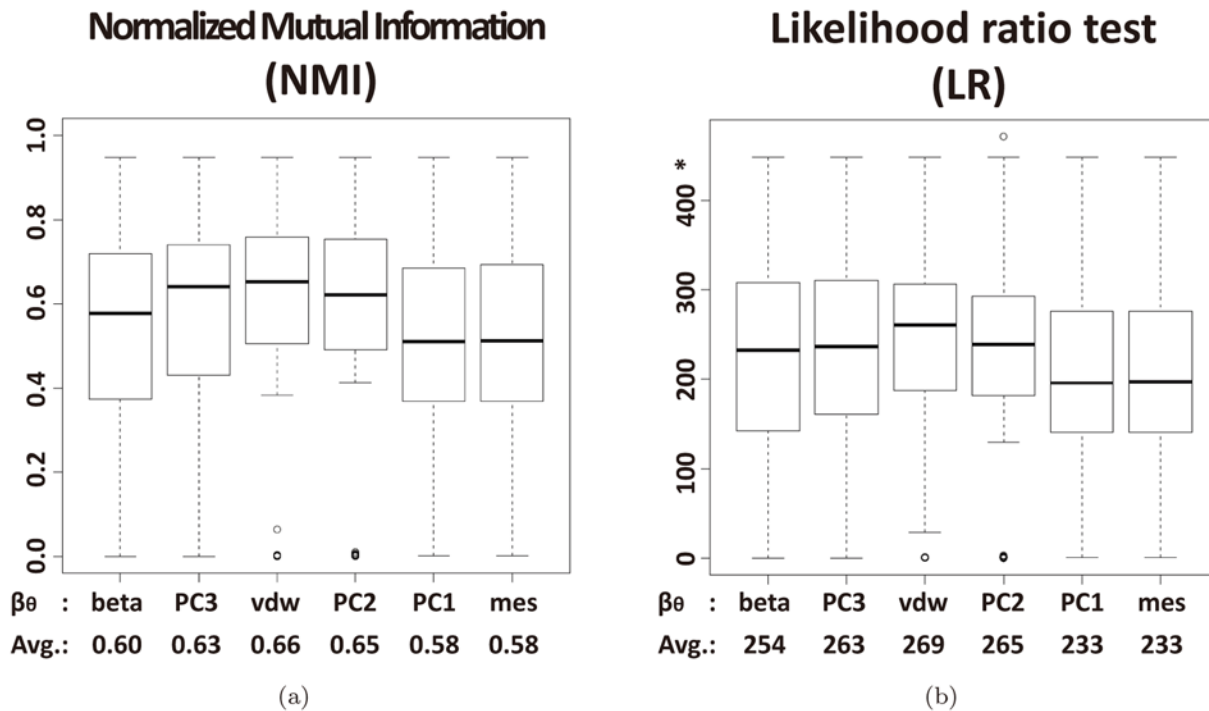 Normalized Mutual Information
(NMI)
1.0
0.8
0.6
0.4
0.2
0.0
βθ : beta PC3 vdw PC2 PC1 mes
Avg.: 0.60 0.63 0.66 0.65 0.58 0.58
(a)
Likelihood ratio test
(LR)
*
400
300
200
100
0
βθ : beta PC3 vdw PC2 PC1 mes
Avg.: 254 263 269 265 233 233
(b)